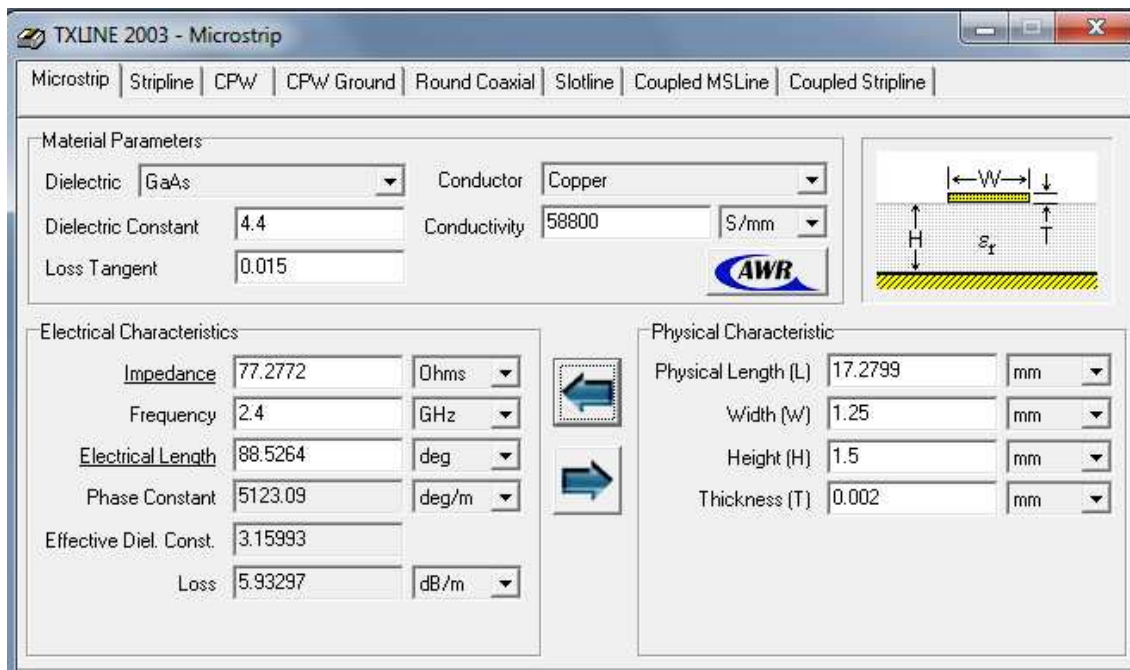 TXLINE 2003 - Microstrip
Microstrip Stripline CPW CPW Ground Round Coaxial Slotline Coupled MSLine Coupled Stripline
Material Parameters
Dielectric GaAs Conductor Copper
Dielectric Constant 4.4 Conductivity 58800 S/mm
Loss Tangent 0.015 AWR
W
H εr T
Electrical Characteristics
Impedance 77.2772 Ohms
Frequency 2.4 GHz
Electrical Length 88.5264 deg
Phase Constant 5123.09 deg/m
Effective Diel. Const. 3.15993
Loss 5.93297 dB/m
Physical Characteristic
Physical Length (L) 17.2799 mm
Width (W) 1.25 mm
Height (H) 1.5 mm
Thickness (T) 0.002 mm